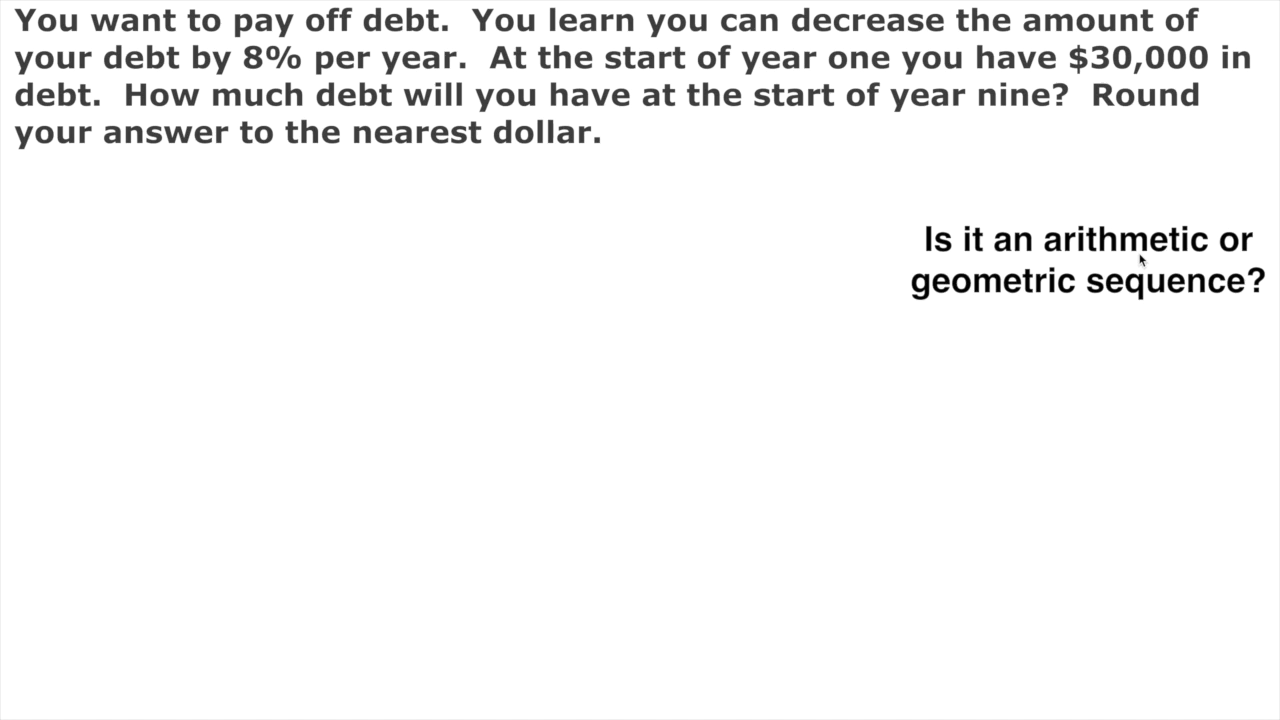 You want to pay off debt.  You learn you can decrease the amount of
your debt by 8% per year.  At the start of year one you have $30,000 in
debt.  How much debt will you have at the start of year nine?  Round
your answer to the nearest dollar.
Is it an arithmetic or
geometric sequence?